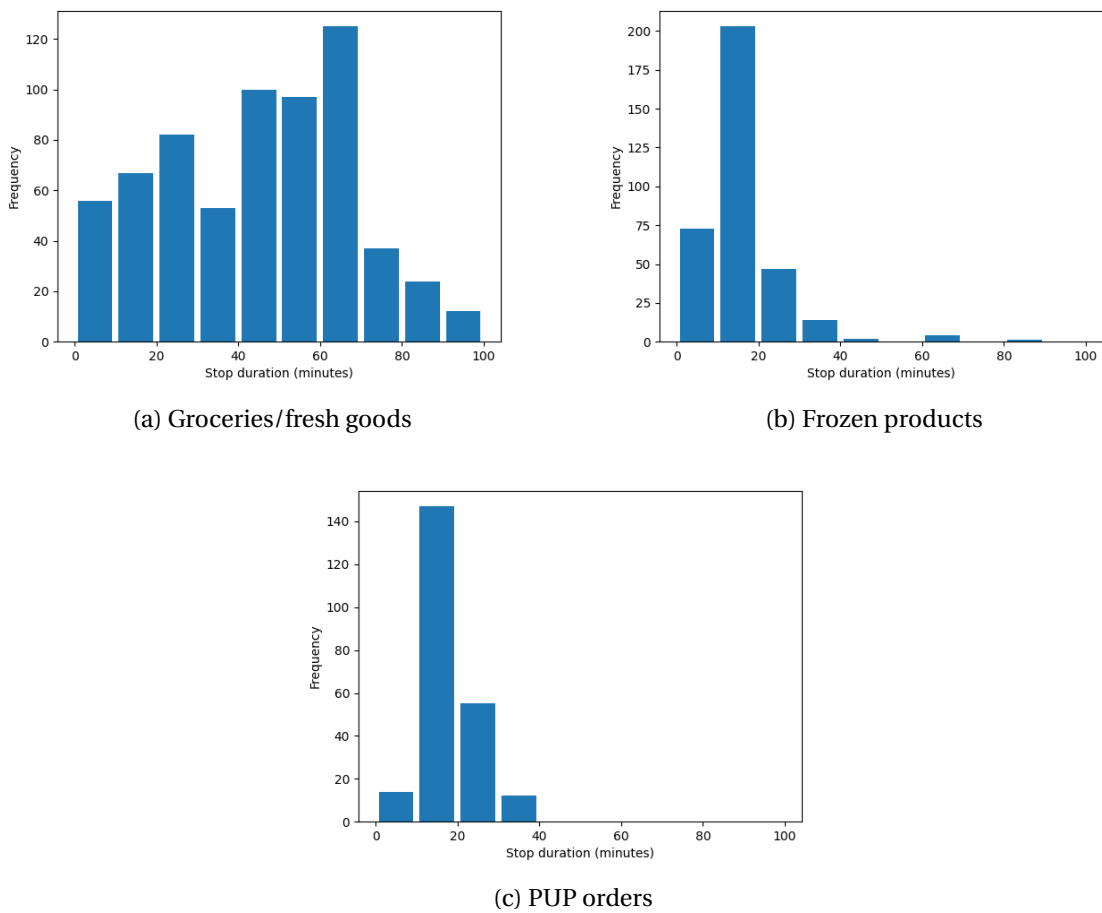 120
100
80
60
40
20
0
Frequency
0 20 40 60 80 100
Stop duration (minutes)
(a) Groceries/fresh goods
200
175
150
125
100
75
50
25
0
Frequency
0 20 40 60 80 100
Stop duration (minutes)
(b) Frozen products
140
120
100
80
60
40
20
0
Frequency
0 20 40 60 80 100
Stop duration (minutes)
(c) PUP orders